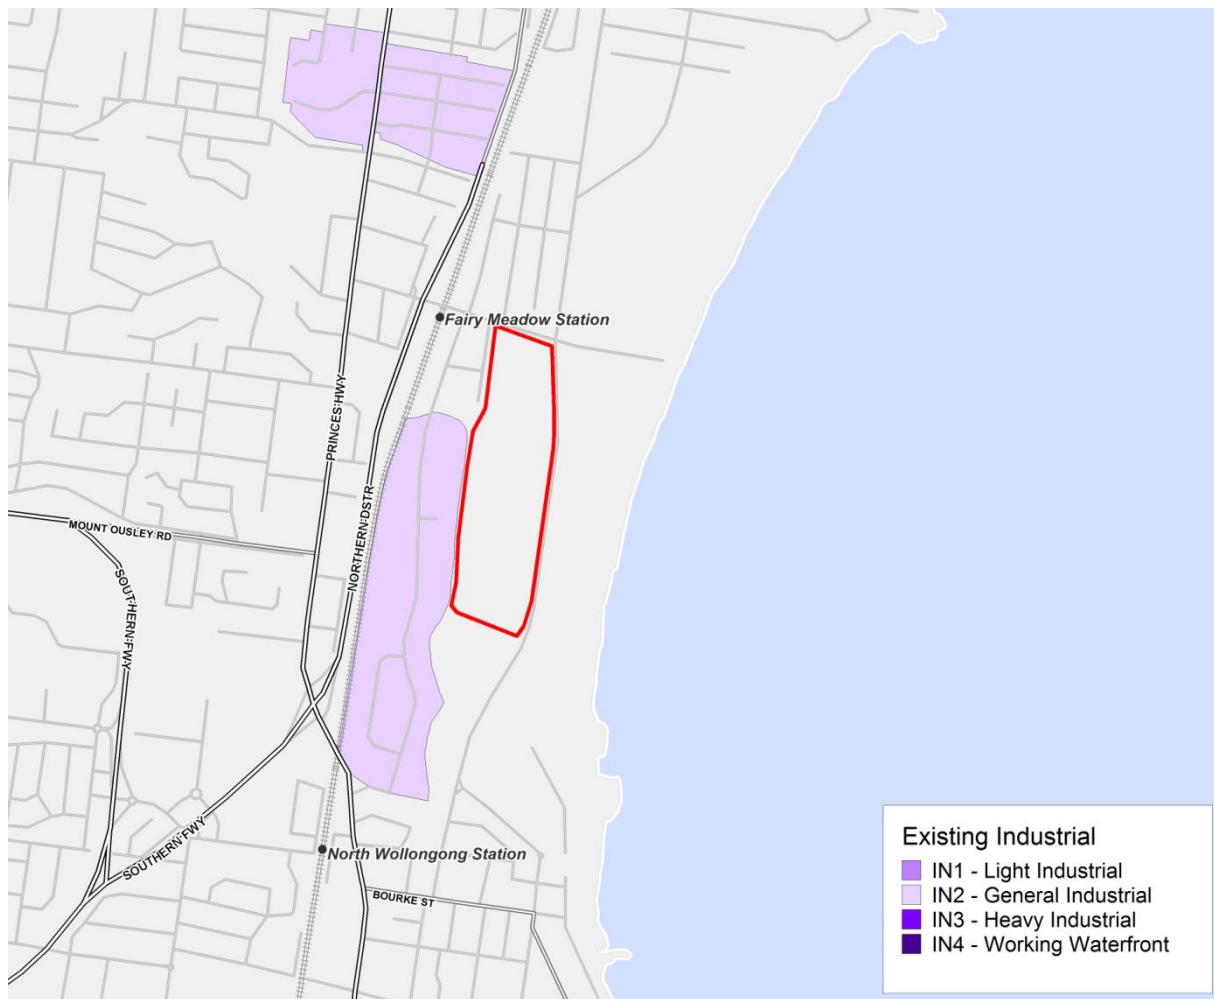 Fairy Meadow Station
PRINCES HWY
NORTHERN DSTR
MOUNT OUSLEY RD
SOUTHERN FWY
SOUTHERN FWY
North Wollongong Station
BOURKE ST
Existing Industrial
IN1 - Light Industrial
IN2 - General Industrial
IN3 - Heavy Industrial
IN4 - Working Waterfront